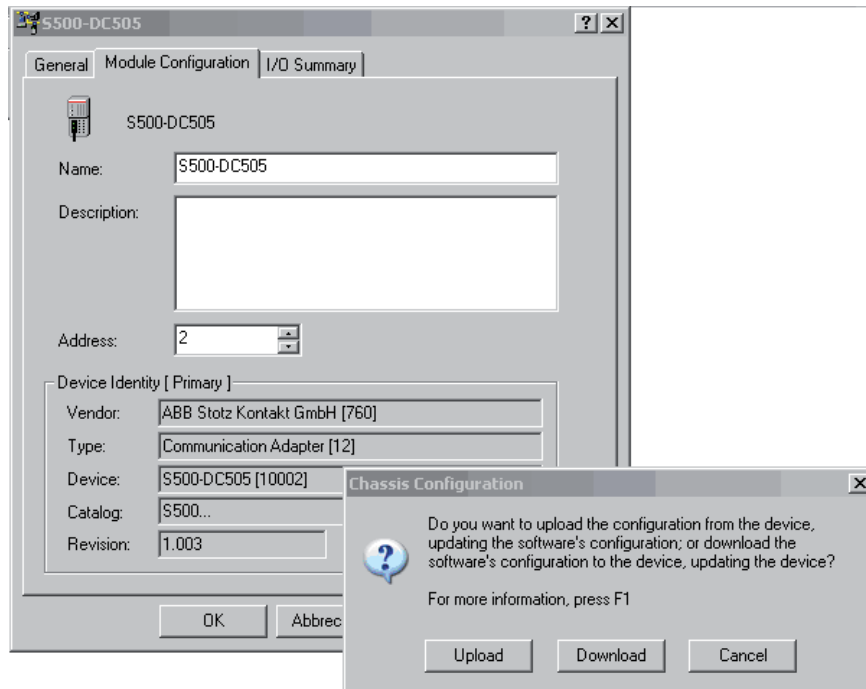 S500-DC505
General
Module Configuration
I/O Summary
S500-DC505
Name:
S500-DC505
Description:
Address:
2
Device Identity [ Primary ]
Vendor:
ABB Stotz Kontakt GmbH [760]
Type:
Communication Adapter [12]
Device:
S500-DC505 [10002]
Catalog:
S500...
Revision:
1.003
OK
Abbrec
Chassis Configuration
Do you want to upload the configuration from the device,
updating the software's configuration; or download the
software's configuration to the device, updating the device?
For more information, press F1
Upload
Download
Cancel